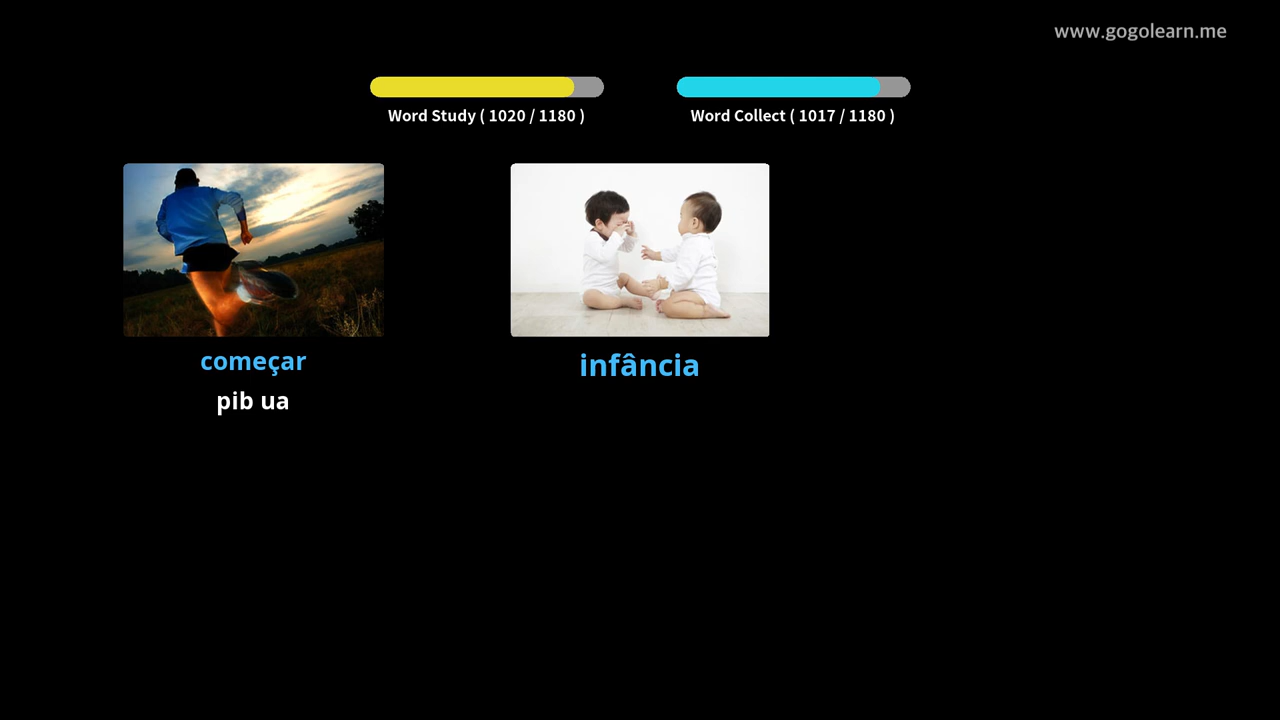 www.gogolearn.me
Word Study ( 1020 / 1180 )
Word Collect ( 1017 / 1180 )
começar
pib ua
infância